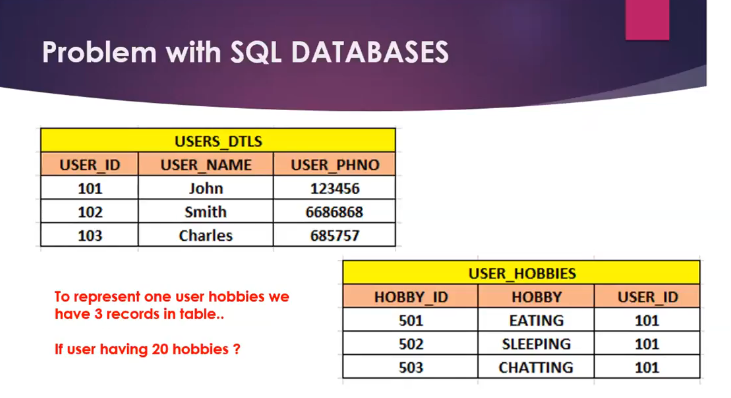 Problem with SQL DATABASES
USERS_DTLS
USER_ID USER_NAME USER_PHNO
101 John 123456
102 Smith 6686868
103 Charles 685757
To represent one user hobbies we
have 3 records in table..
If user having 20 hobbies ?
USER_HOBBIES
HOBBY_ID HOBBY USER_ID
501 EATING 101
502 SLEEPING 101
503 CHATTING 101